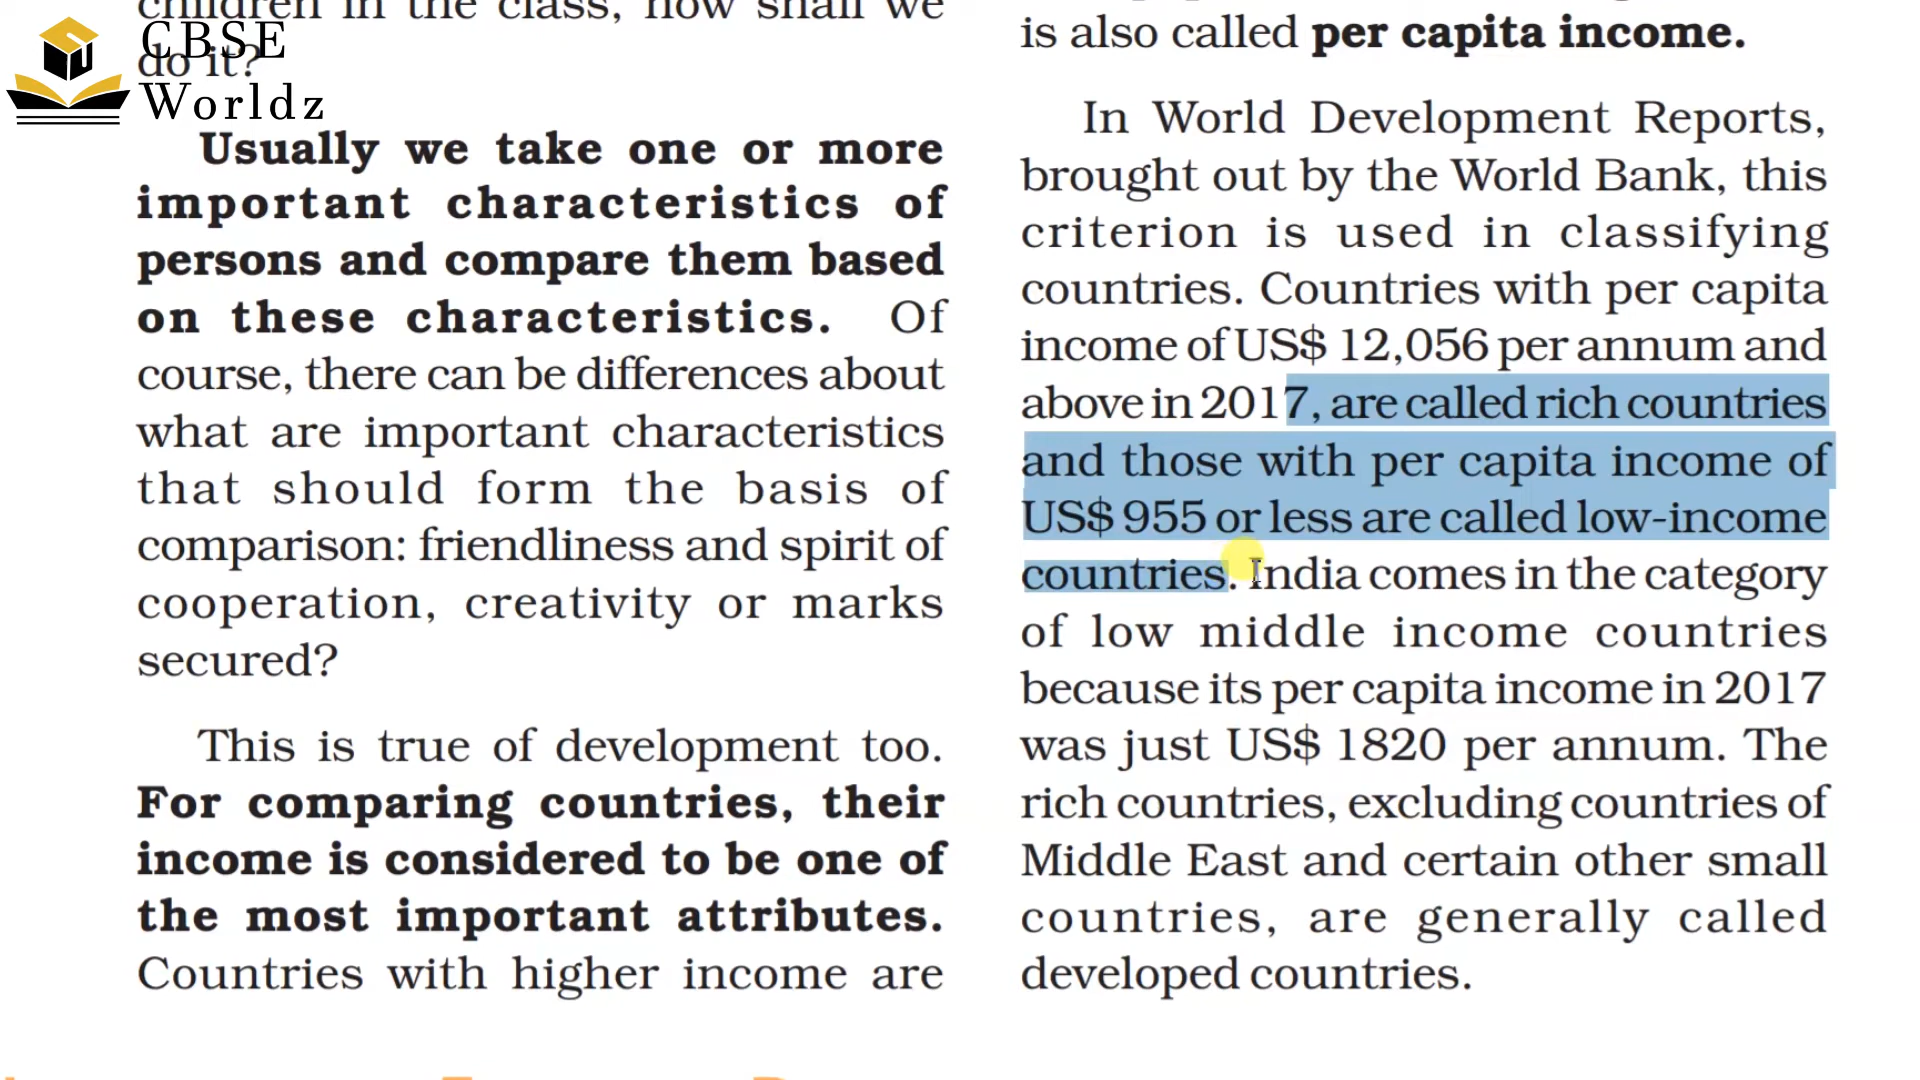 children in the class, how shall we
do it?
CBSE
Worldz
Usually we take one or more
important characteristics of
persons and compare them based
on these characteristics. Of
course, there can be differences about
what are important characteristics
that should form the basis of
comparison: friendliness and spirit of
cooperation, creativity or marks
secured?
This is true of development too.
For comparing countries, their
income is considered to be one of
the most important attributes.
Countries with higher income are
is also called per capita income.
In World Development Reports,
brought out by the World Bank, this
criterion is used in classifying
countries. Countries with per capita
income of US$ 12,056 per annum and
above in 2017, are called rich countries
and those with per capita income of
US$ 955 or less are called low-income
countries. India comes in the category
of low middle income countries
because its per capita income in 2017
was just US$ 1820 per annum. The
rich countries, excluding countries of
Middle East and certain other small
countries, are generally called
developed countries.